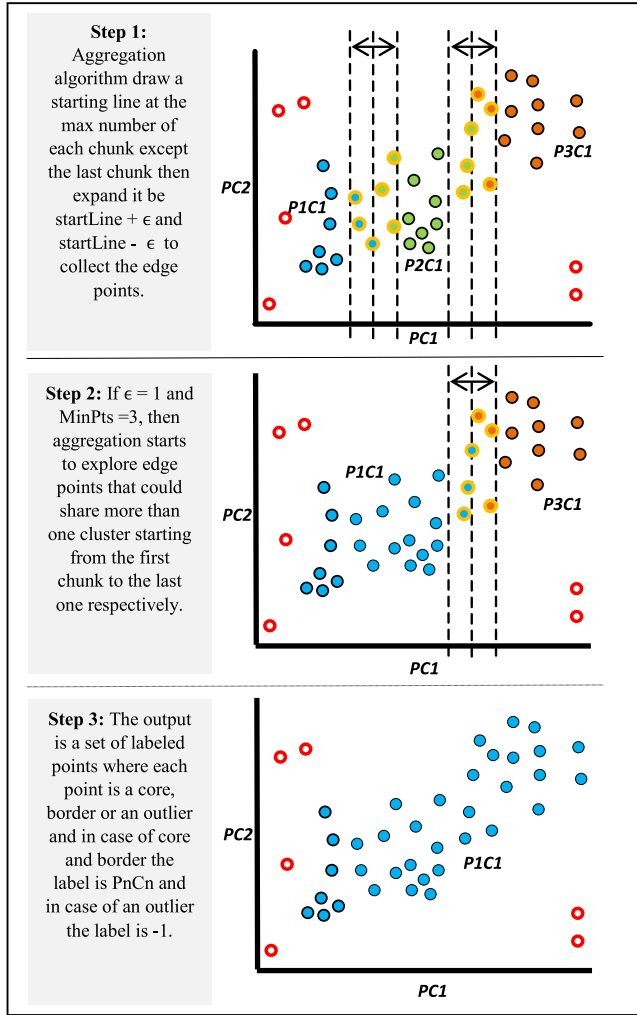 Step 1:
Aggregation
algorithm draw a
starting line at the
max number of
each chunk except
the last chunk then
expand it be
startLine + ϵ and
startLine - ϵ to
collect the edge
points.
PC2
P1C1
P2C1
P3C1
PC1
Step 2: If ϵ = 1 and
MinPts =3, then
aggregation starts
to explore edge
points that could
share more than
one cluster starting
from the first
chunk to the last
one respectively.
PC2
P1C1
P3C1
PC1
Step 3: The output
is a set of labeled
points where each
point is a core,
border or an outlier
and in case of core
and border the
label is PnCn and
in case of an outlier
the label is -1.
PC2
P1C1
PC1